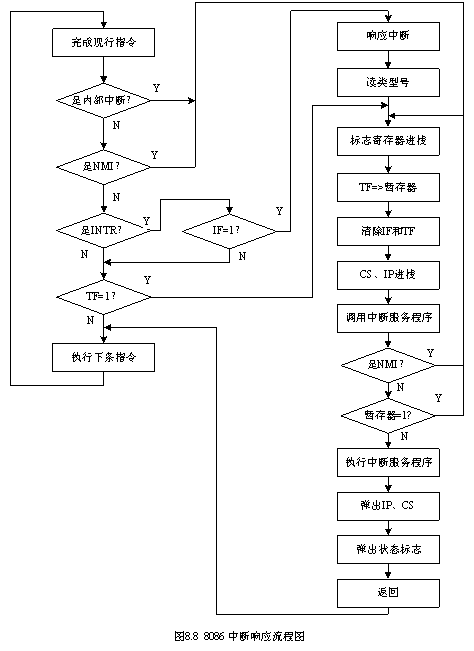 完成现行指令
是内部中断?
Y
N
是NMI?
Y
N
是INTR?
Y
N
IF=1?
Y
N
TF=1?
Y
N
执行下条指令
响应中断
读类型号
标志寄存器进栈
TF=>暂存器
清除IF和TF
CS、IP进栈
调用中断服务程序
是NMI?
Y
N
暂存器=1?
Y
N
执行中断服务程序
弹出IP、CS
弹出状态标志
返回
图8.8 8086 中断响应流程图